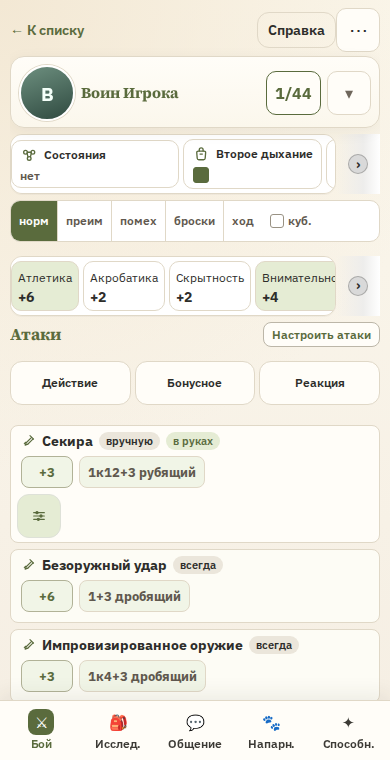 ← К списку
Справка
···
В
Воин Игрока
1/44
▼
Состояния
нет
Второе дыхание
›
норм
преим
помех
броски
ход
куб.
Атлетика
+6
Акробатика
+2
Скрытность
+2
Внимательнс
+4
›
Атаки
Настроить атаки
Действие
Бонусное
Реакция
Секира вручную в руках
+3
1к12+3 рубящий
Безоружный удар всегда
+6
1+3 дробящий
Импровизированное оружие всегда
+3
1к4+3 дробящий
Бой
Исслед.
Общение
Напарн.
Способн.